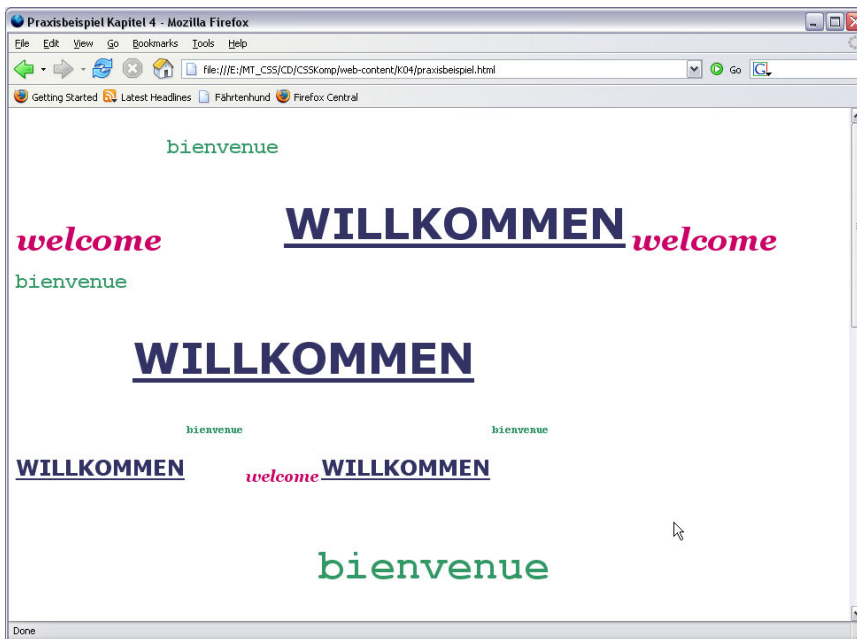 Praxisbeispiel Kapitel 4 - Mozilla Firefox
File Edit View Go Bookmarks Tools Help
file:///E:/MT_CSS/CD/CSSKomp/web-content/K04/praxisbeispiel.html Go G
Getting Started Latest Headlines Fährtenhund Firefox Central
bienvenue
welcome WILLKOMMEN welcome
bienvenue
WILLKOMMEN
bienvenue bienvenue
WILLKOMMEN welcome WILLKOMMEN
bienvenue
Done